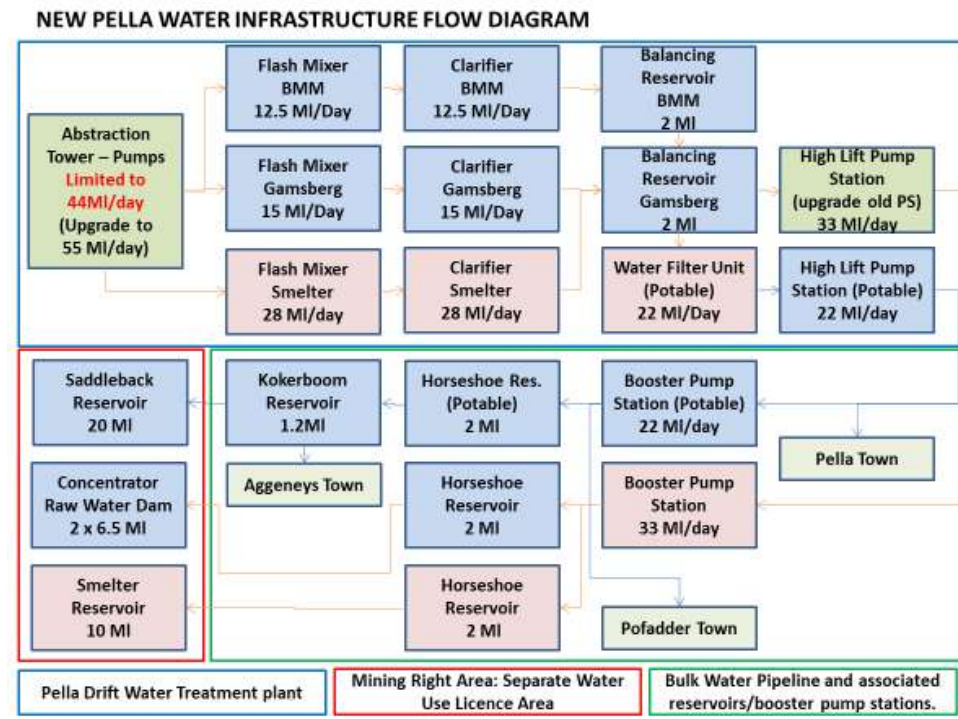 NEW PELLA WATER INFRASTRUCTURE FLOW DIAGRAM
Abstraction
Tower – Pumps
Limited to
44Ml/day
(Upgrade to
55 Ml/day)
Flash Mixer
BMM
12.5 Ml/Day
Clarifier
BMM
12.5 Ml/Day
Balancing
Reservoir
BMM
2 Ml
Flash Mixer
Gamsberg
15 Ml/Day
Clarifier
Gamsberg
15 Ml/Day
Balancing
Reservoir
Gamsberg
2 Ml
High Lift Pump
Station
(upgrade old PS)
33 Ml/day
Flash Mixer
Smelter
28 Ml/day
Clarifier
Smelter
28 Ml/day
Water Filter Unit
(Potable)
22 Ml/Day
High Lift Pump
Station (Potable)
22 Ml/day
Saddleback
Reservoir
20 Ml
Kokerboom
Reservoir
1.2Ml
Horseshoe Res.
(Potable)
2 Ml
Booster Pump
Station (Potable)
22 Ml/day
Pella Town
Aggeneys Town
Concentrator
Raw Water Dam
2 x 6.5 Ml
Horseshoe
Reservoir
2 Ml
Booster Pump
Station
33 Ml/day
Smelter
Reservoir
10 Ml
Horseshoe
Reservoir
2 Ml
Pofadder Town
Pella Drift Water Treatment plant
Mining Right Area: Separate Water
Use Licence Area
Bulk Water Pipeline and associated
reservoirs/booster pump stations.